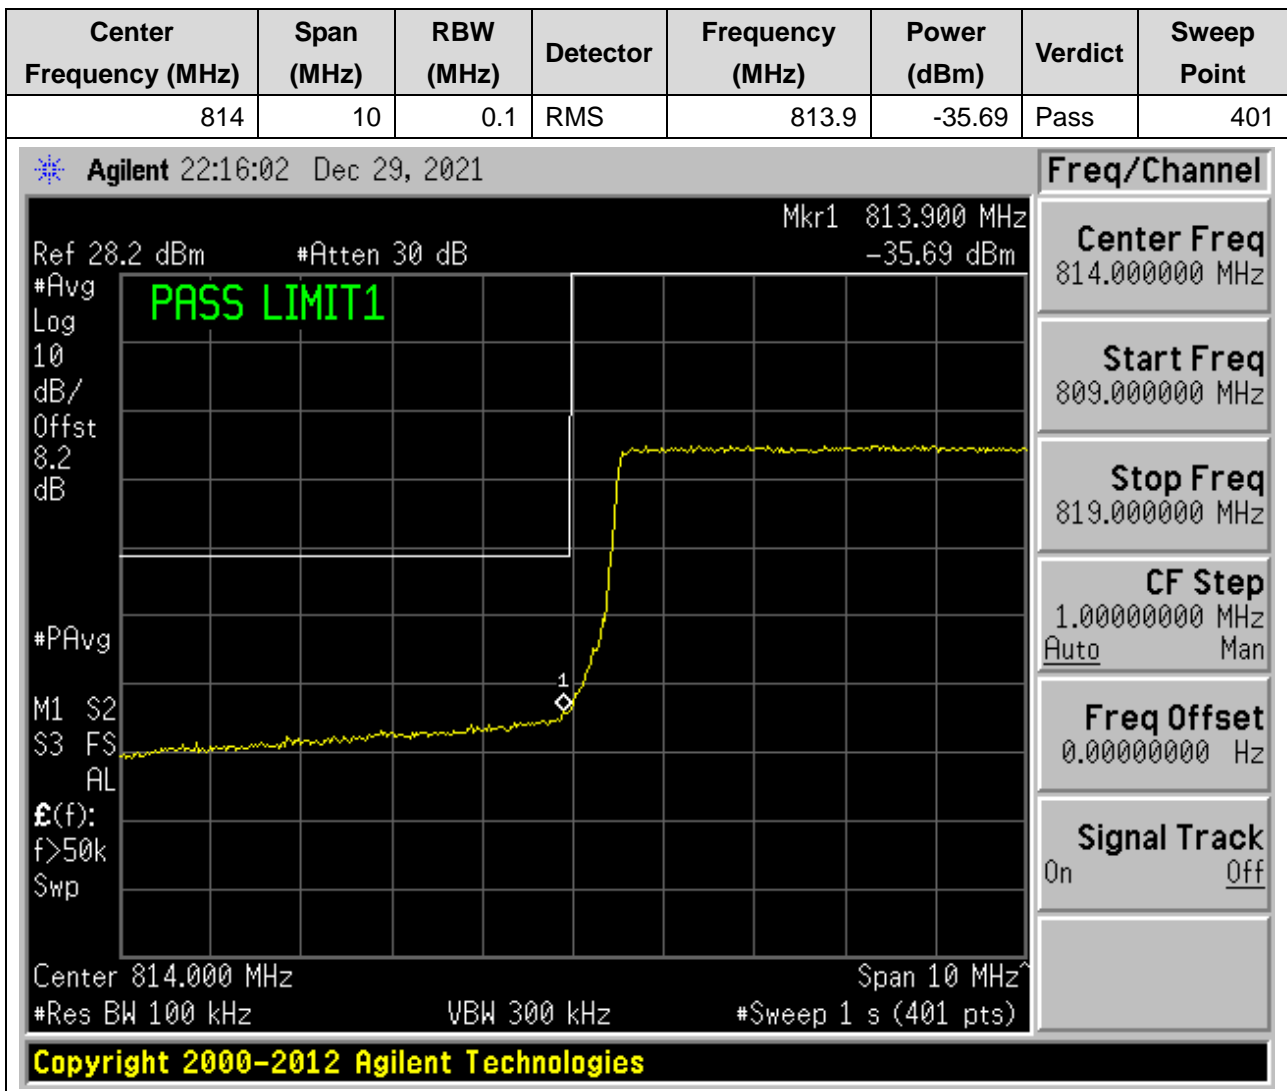 Center Frequency (MHz) Span (MHz) RBW (MHz) Detector Frequency (MHz) Power (dBm) Verdict Sweep Point
814 10 0.1 RMS 813.9 -35.69 Pass 401
Agilent 22:16:02 Dec 29, 2021
Freq/Channel
Mkr1 813.900 MHz
Ref 28.2 dBm #Atten 30 dB -35.69 dBm
#Avg
Log
10
dB/
Offst
8.2
dB
PASS LIMIT1
#PAvg
1
M1 S2
S3 FS
AL
£(f):
f>50k
Swp
Center 814.000 MHz Span 10 MHz^
#Res BW 100 kHz VBW 300 kHz #Sweep 1 s (401 pts)
Center Freq
814.000000 MHz
Start Freq
809.000000 MHz
Stop Freq
819.000000 MHz
CF Step
1.00000000 MHz
Auto Man
Freq Offset
0.00000000 Hz
Signal Track
On Off
Copyright 2000-2012 Agilent Technologies